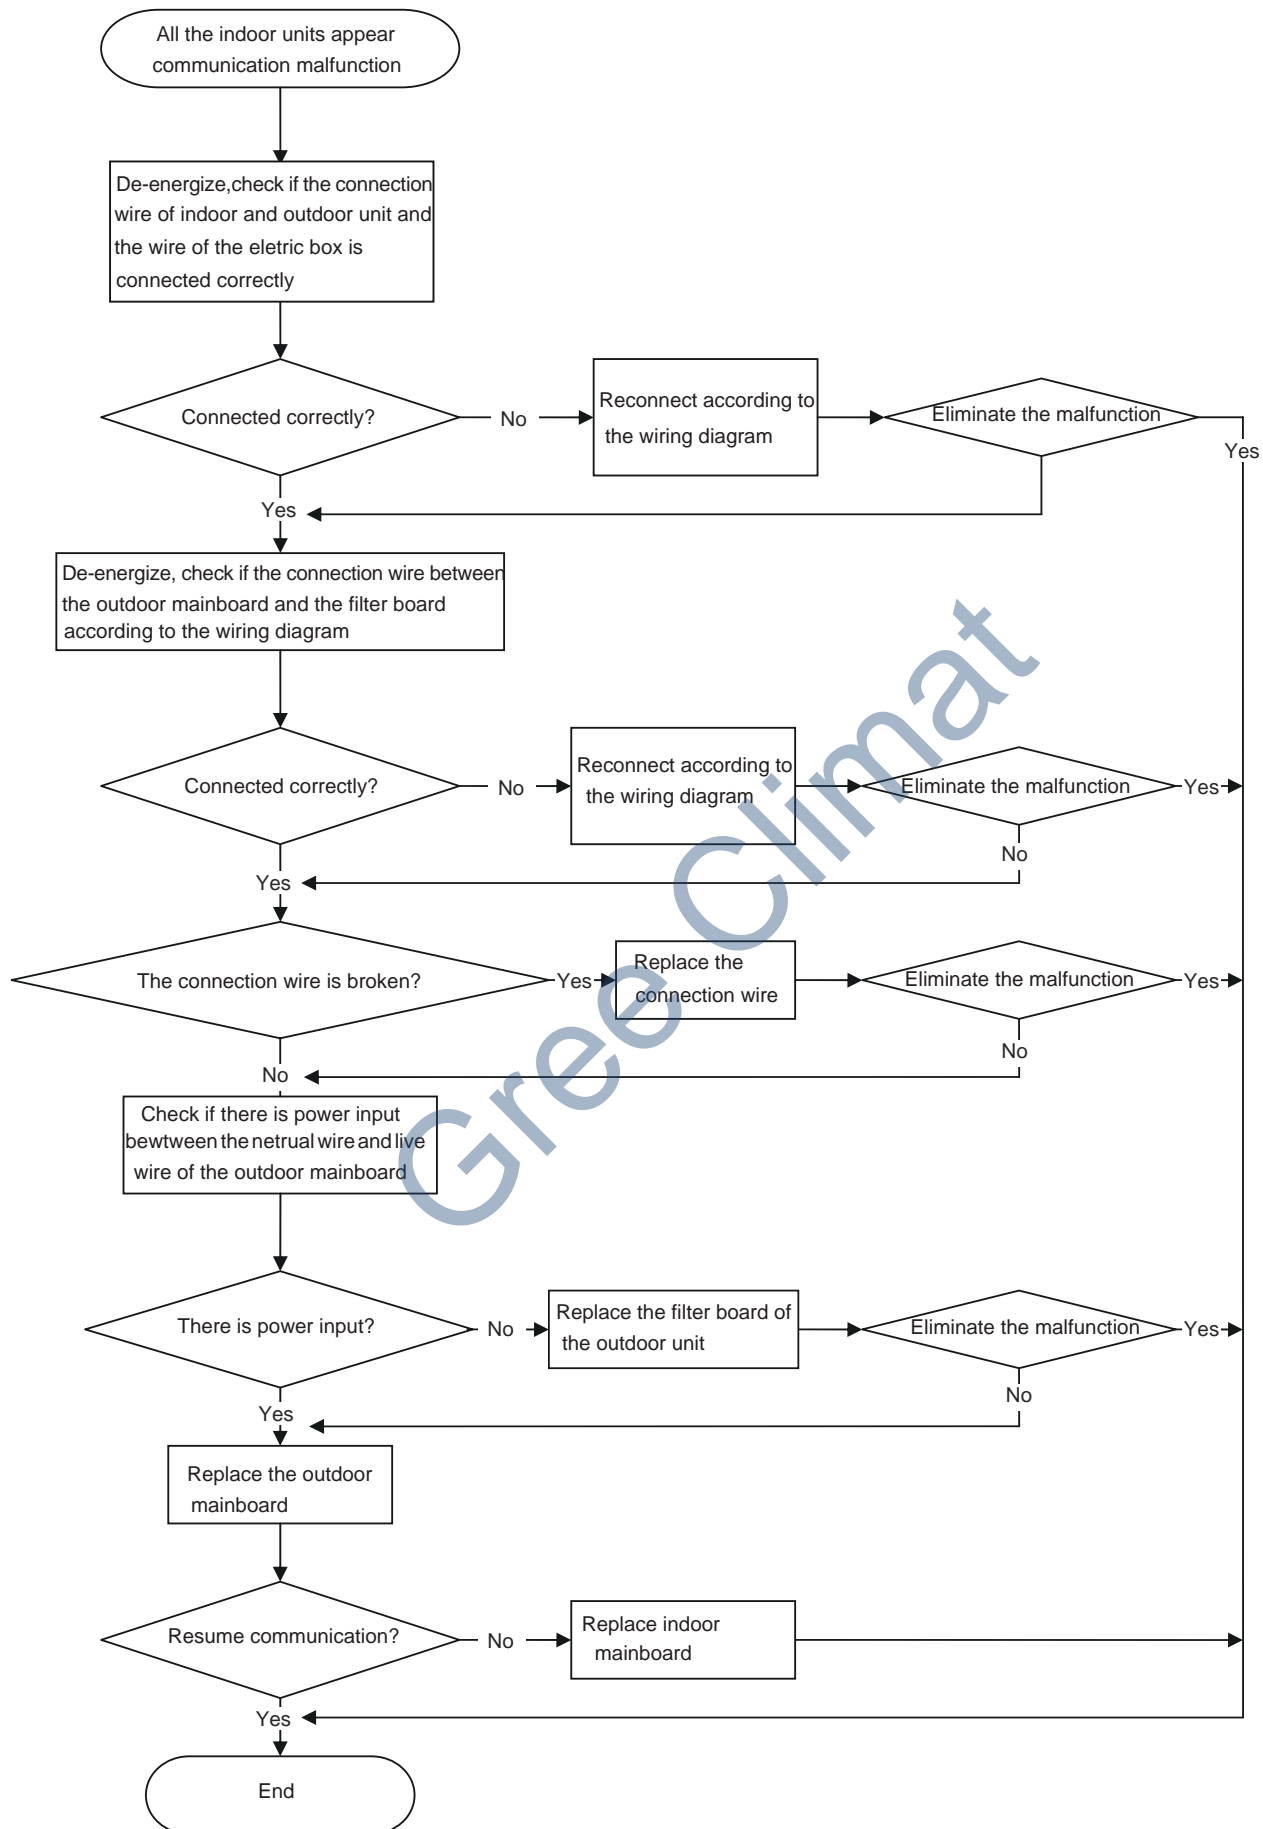 All the indoor units appear
communication malfunction
De-energize,check if the connection
wire of indoor and outdoor unit and
the wire of the eletric box is
connected correctly
Connected correctly?
No
Reconnect according to
the wiring diagram
Eliminate the malfunction
Yes
Yes
De-energize, check if the connection wire between
the outdoor mainboard and the filter board
according to the wiring diagram
Connected correctly?
No
Reconnect according to
the wiring diagram
Eliminate the malfunction
Yes
No
Yes
The connection wire is broken?
Yes
Replace the
connection wire
Eliminate the malfunction
Yes
No
No
Check if there is power input
bewtween the netrual wire and live
wire of the outdoor mainboard
There is power input?
No
Replace the filter board of
the outdoor unit
Eliminate the malfunction
Yes
No
Yes
Replace the outdoor
mainboard
Resume communication?
No
Replace indoor
mainboard
Yes
End
Gree Climat